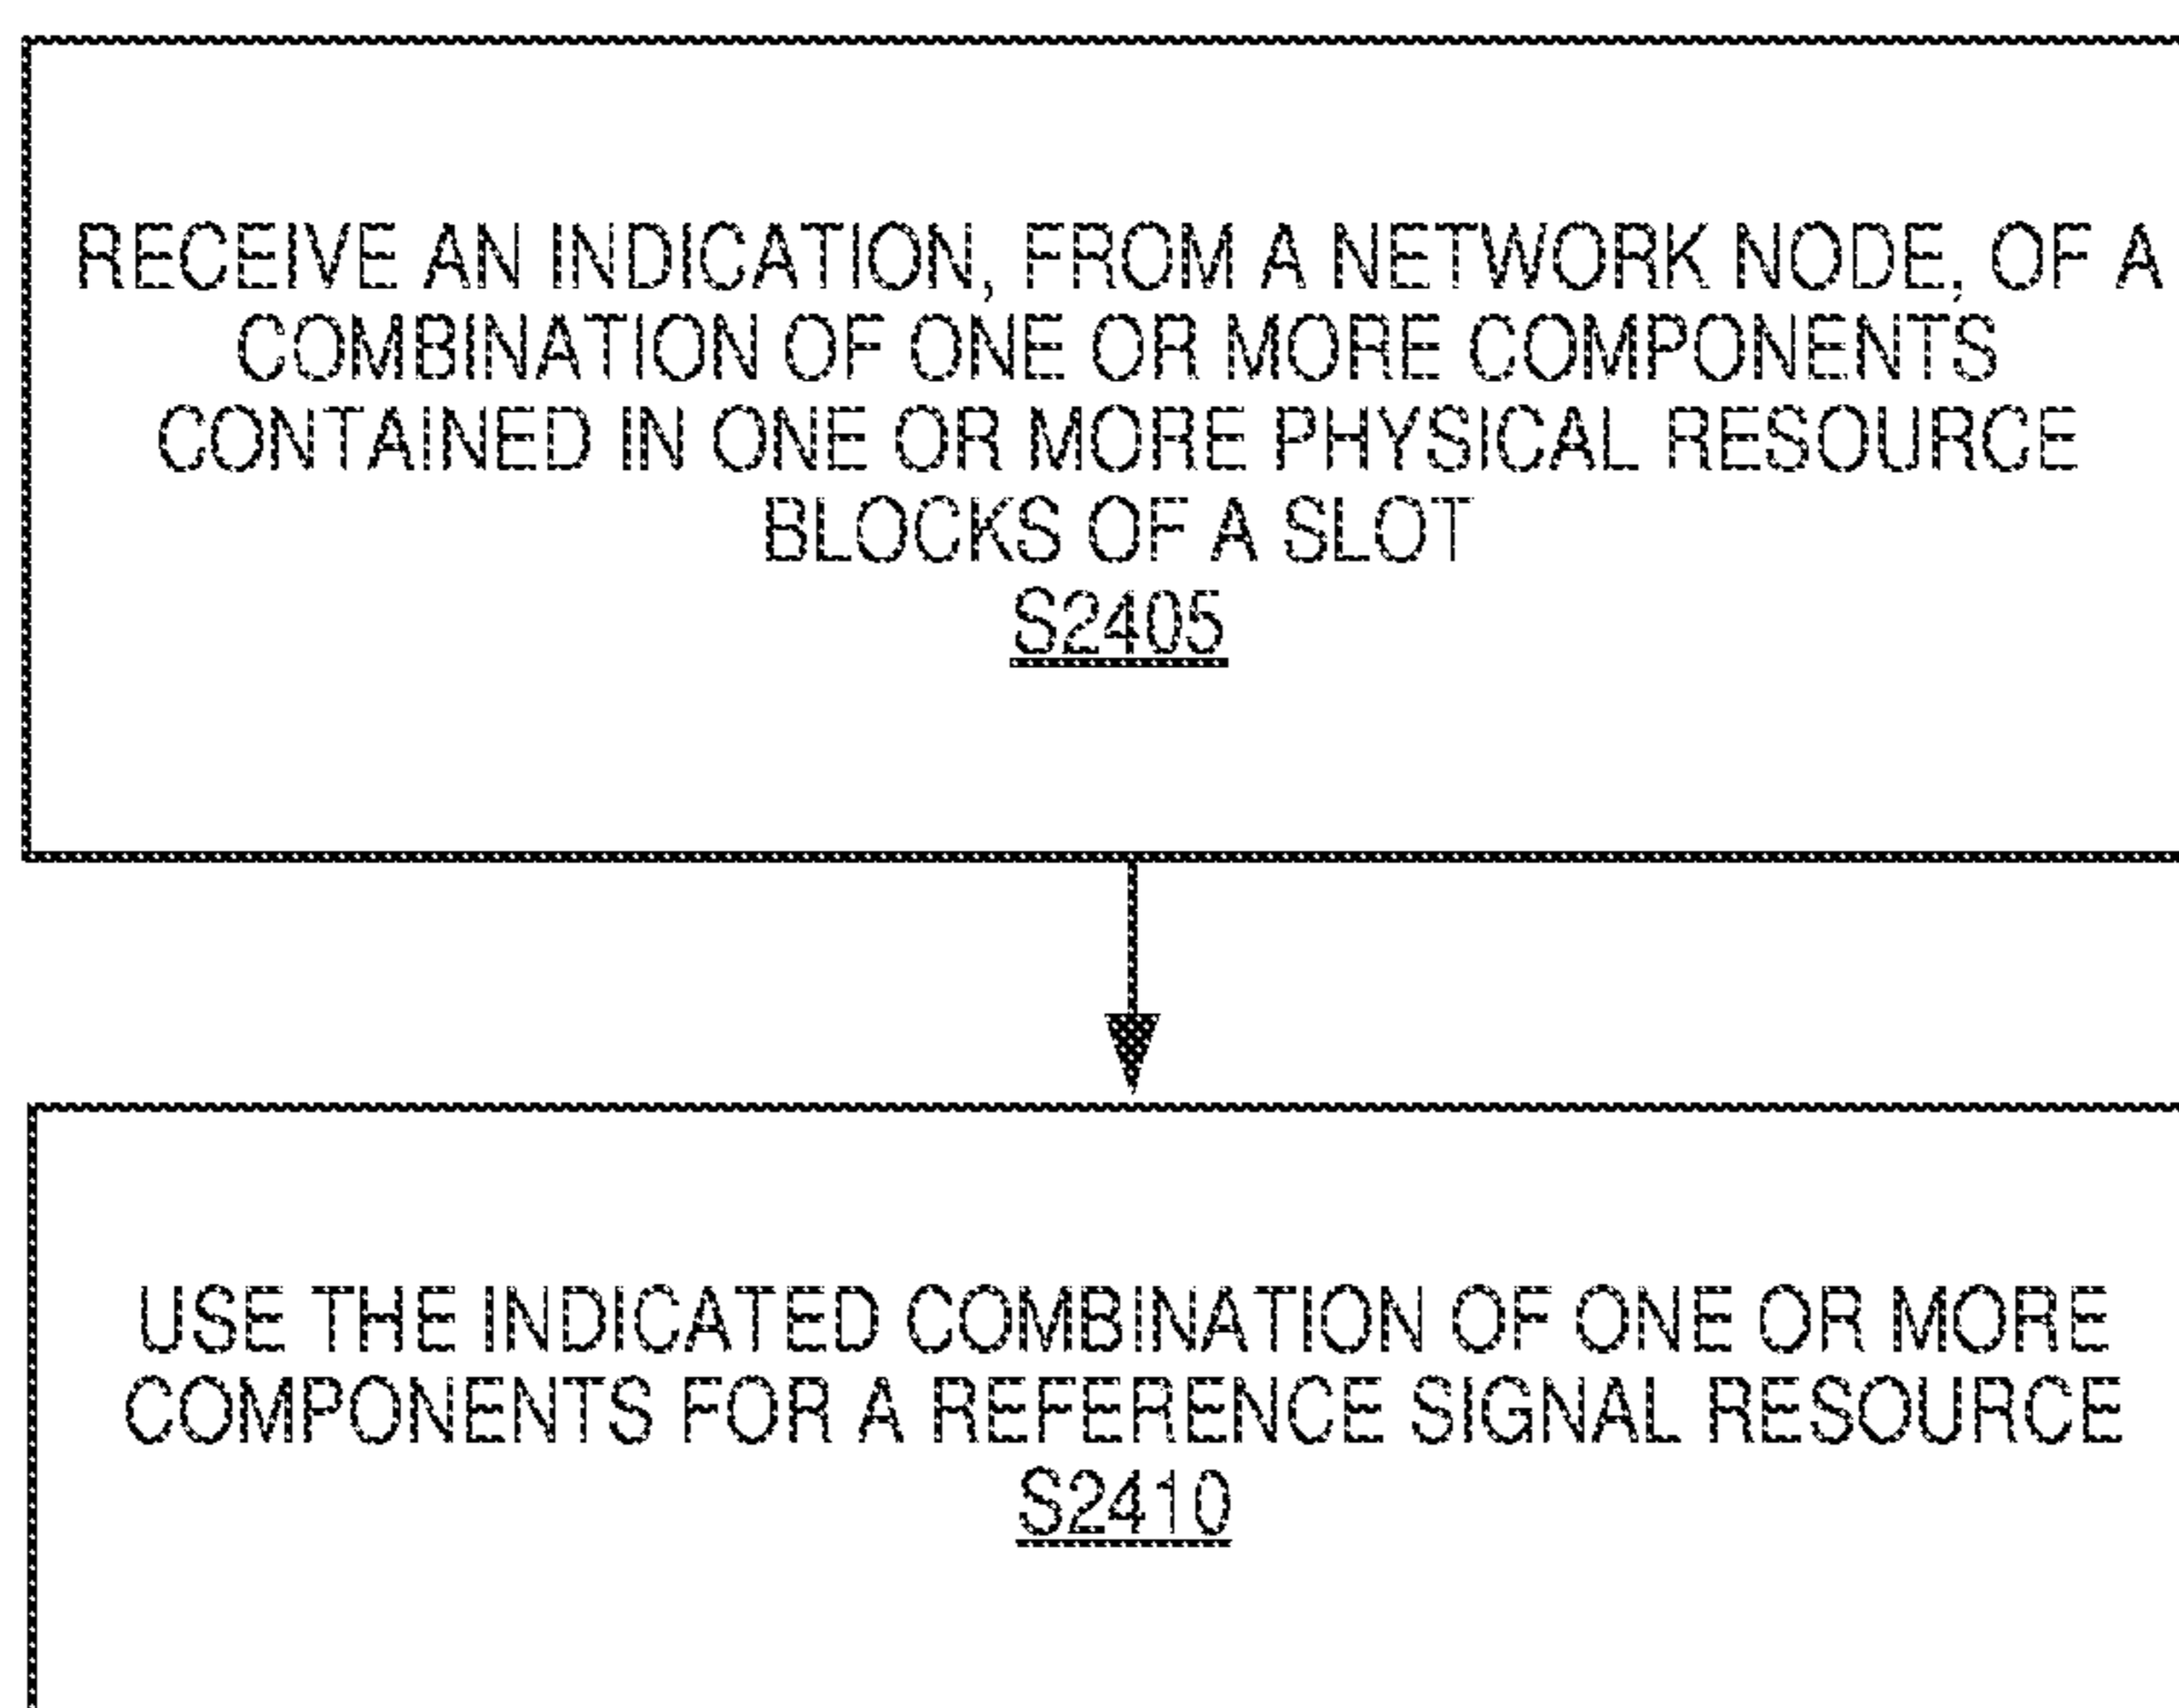 RECEIVE AN INDICATION, FROM A NETWORK NODE, OF A
COMBINATION OF ONE OR MORE COMPONENTS
CONTAINED IN ONE OR MORE PHYSICAL RESOURCE
BLOCKS OF A SLOT
S2405
USE THE INDICATED COMBINATION OF ONE OR MORE
COMPONENTS FOR A REFERENCE SIGNAL RESOURCE
S2410